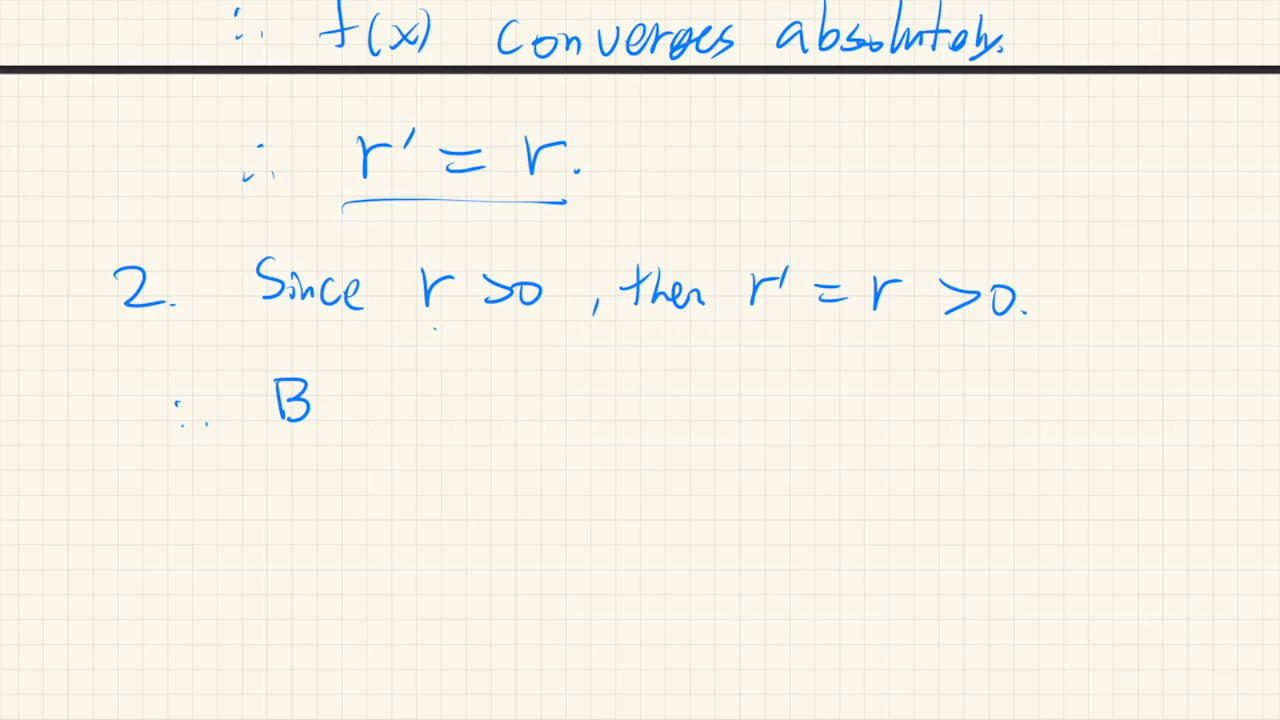 ∴ f(x) converges absolutely.
∴ r' = r.
2. Since r >0, then r' = r >0.
∴ B